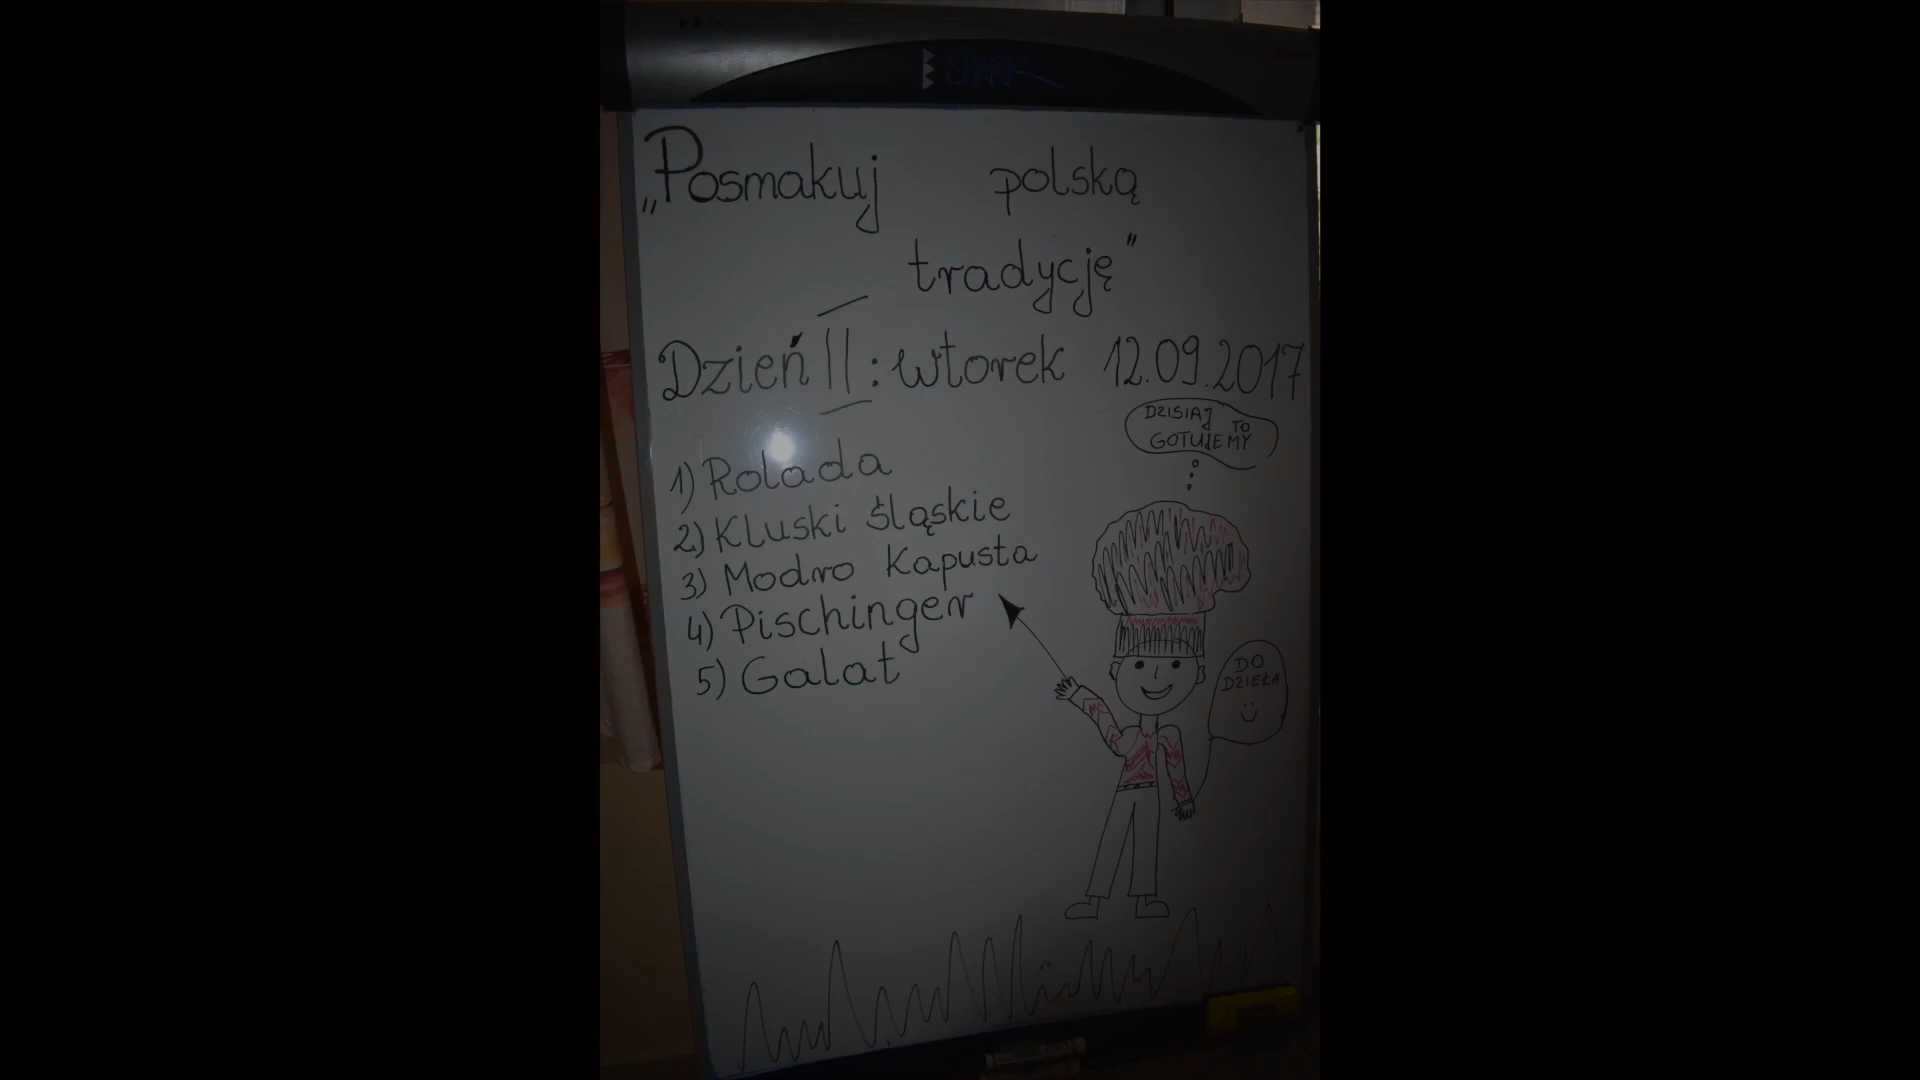 „Posmakuj polską
tradycję"
Dzień II: wtorek 12.09.2017
DZISIAJ TO
GOTUJEMY
1) Rolada
2) Kluski śląskie
3) Modro Kapusta
4) Pischinger
5) Galat
DO
DZIEŁA